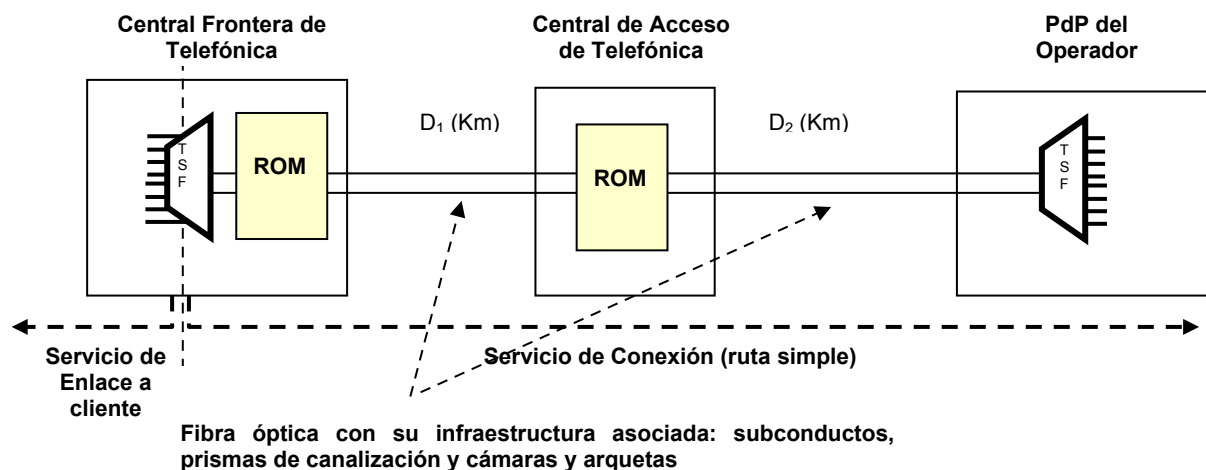 Central Frontera de
Telefónica
Central de Acceso
de Telefónica
PdP del
Operador
T
S
F
ROM
D₁ (Km)
ROM
D₂ (Km)
T
S
F
Servicio de
Enlace a
cliente
Servicio de Conexión (ruta simple)
Fibra óptica con su infraestructura asociada: subconductos,
prismas de canalización y cámaras y arquetas